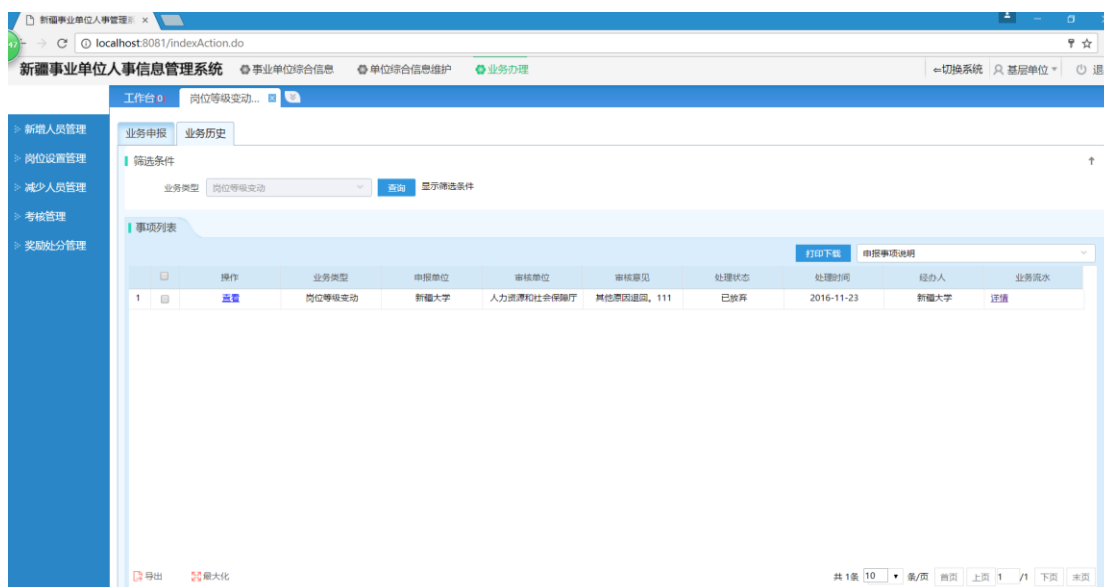 新疆事业单位人事管理系 ×
47
localhost:8081/indexAction.do
新疆事业单位人事信息管理系统 事业单位综合信息 单位综合信息维护 业务办理 切换系统 基层单位 退
工作台(0) 岗位等级变动...
新增人员管理
岗位设置管理
减少人员管理
考核管理
奖励处分管理
业务申报 业务历史
筛选条件
业务类型 岗位等级变动 查询 显示筛选条件
事项列表
打印下载 申报事项说明
操作 业务类型 申报单位 审核单位 审核意见 处理状态 处理时间 经办人 业务流水
1 查看 岗位等级变动 新疆大学 人力资源和社会保障厅 其他原因退回，111 已放弃 2016-11-23 新疆大学 详情
导出 最大化 共 1条 10 条/页 首页 上页 1 /1 下页 末页